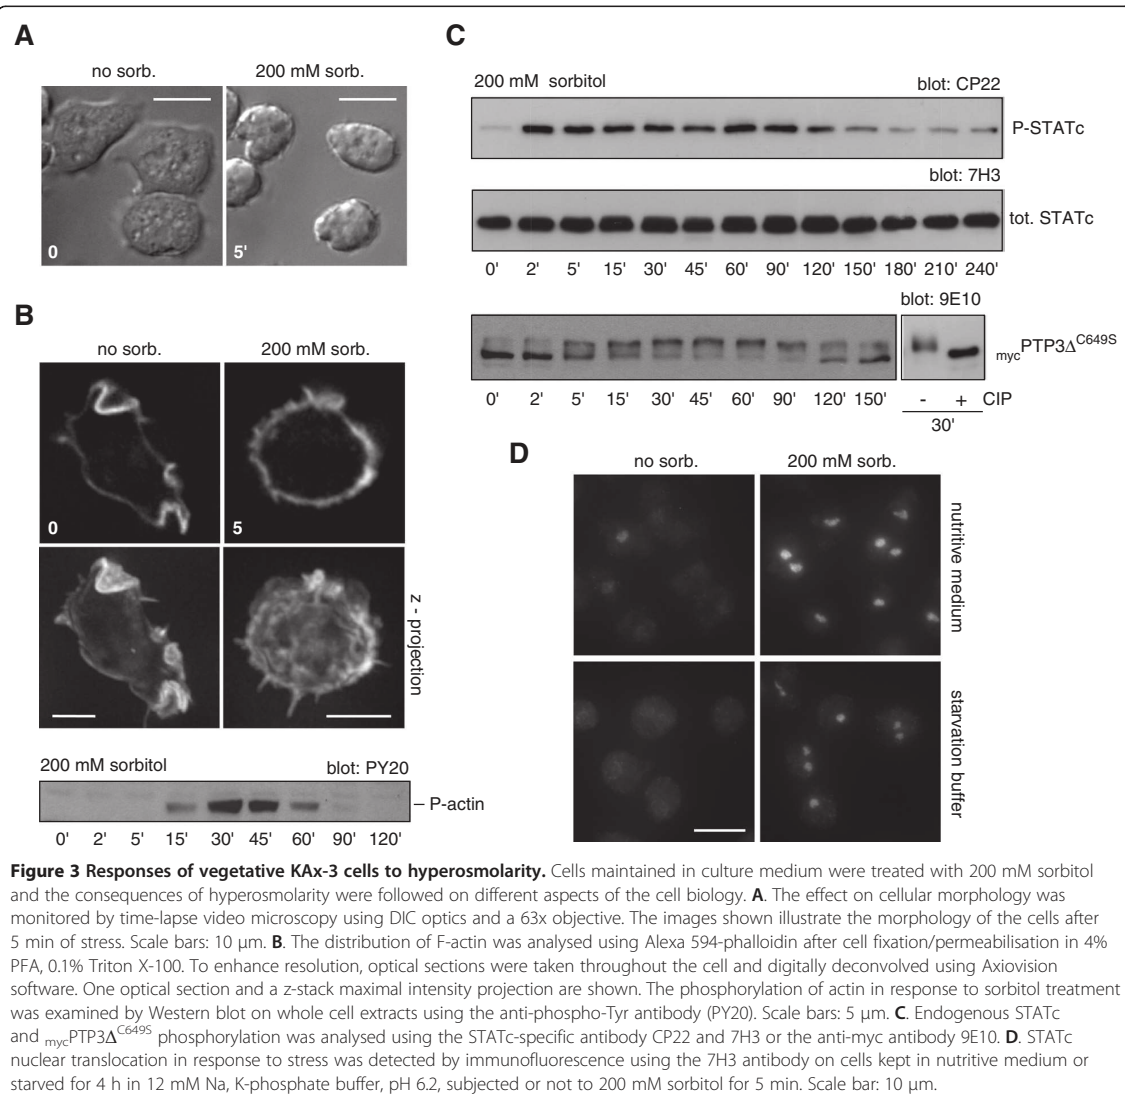 A
no sorb.
200 mM sorb.
0
5'
B
no sorb.
200 mM sorb.
0
5
z - projection
200 mM sorbitol
blot: PY20
P-actin
0' 2' 5' 15' 30' 45' 60' 90' 120'
C
200 mM sorbitol
blot: CP22
P-STATc
blot: 7H3
tot. STATc
0' 2' 5' 15' 30' 45' 60' 90' 120' 150' 180' 210' 240'
blot: 9E10
mycPTP3ΔC649S
0' 2' 5' 15' 30' 45' 60' 90' 120' 150' - + CIP
30'
D
no sorb.
200 mM sorb.
nutritive medium
starvation buffer
Figure 3 Responses of vegetative KAx-3 cells to hyperosmolarity. Cells maintained in culture medium were treated with 200 mM sorbitol
and the consequences of hyperosmolarity were followed on different aspects of the cell biology. A. The effect on cellular morphology was
monitored by time-lapse video microscopy using DIC optics and a 63x objective. The images shown illustrate the morphology of the cells after
5 min of stress. Scale bars: 10 μm. B. The distribution of F-actin was analysed using Alexa 594-phalloidin after cell fixation/permeabilisation in 4%
PFA, 0.1% Triton X-100. To enhance resolution, optical sections were taken throughout the cell and digitally deconvolved using Axiovision
software. One optical section and a z-stack maximal intensity projection are shown. The phosphorylation of actin in response to sorbitol treatment
was examined by Western blot on whole cell extracts using the anti-phospho-Tyr antibody (PY20). Scale bars: 5 μm. C. Endogenous STATc
and mycPTP3ΔC649S phosphorylation was analysed using the STATc-specific antibody CP22 and 7H3 or the anti-myc antibody 9E10. D. STATc
nuclear translocation in response to stress was detected by immunofluorescence using the 7H3 antibody on cells kept in nutritive medium or
starved for 4 h in 12 mM Na, K-phosphate buffer, pH 6.2, subjected or not to 200 mM sorbitol for 5 min. Scale bar: 10 μm.